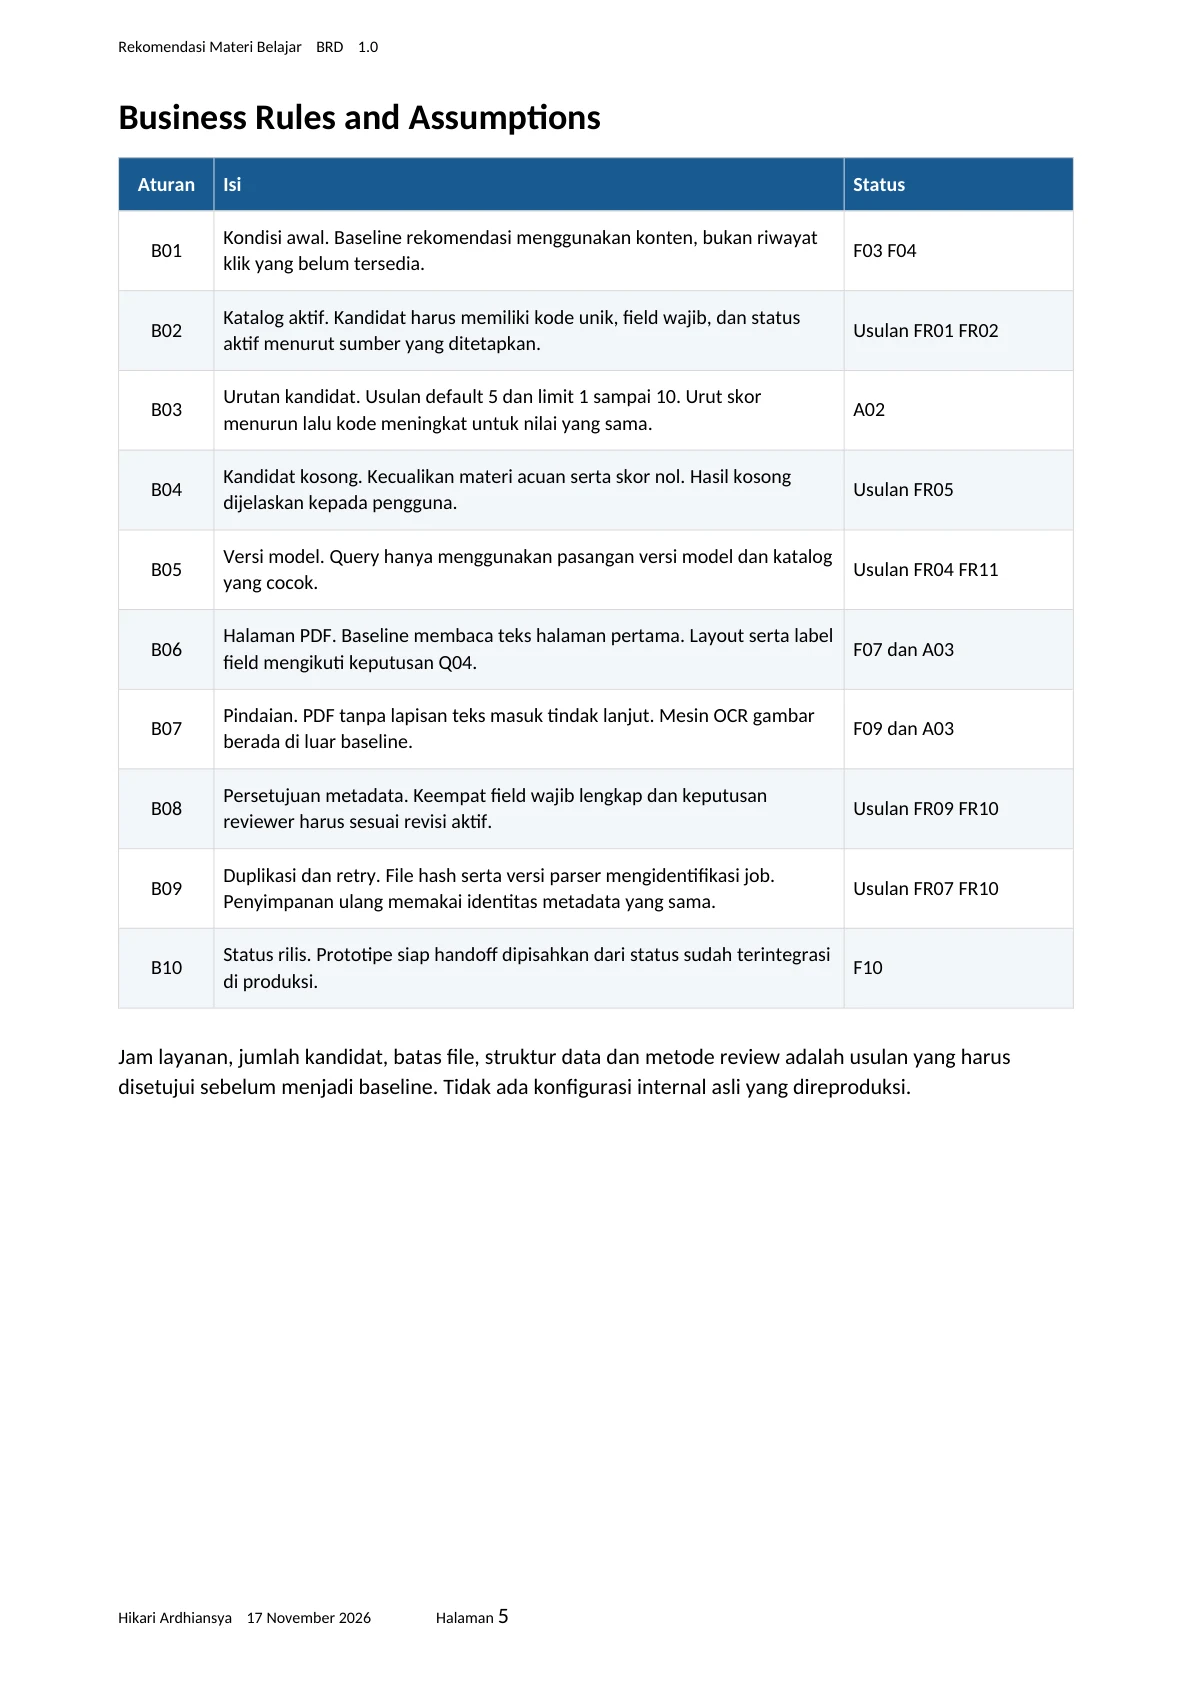 Rekomendasi Materi Belajar BRD 1.0
Business Rules and Assumptions
Aturan Isi Status
B01 Kondisi awal. Baseline rekomendasi menggunakan konten, bukan riwayat klik yang belum tersedia. F03 F04
B02 Katalog aktif. Kandidat harus memiliki kode unik, field wajib, dan status aktif menurut sumber yang ditetapkan. Usulan FR01 FR02
B03 Urutan kandidat. Usulan default 5 dan limit 1 sampai 10. Urut skor menurun lalu kode meningkat untuk nilai yang sama. A02
B04 Kandidat kosong. Kecualikan materi acuan serta skor nol. Hasil kosong dijelaskan kepada pengguna. Usulan FR05
B05 Versi model. Query hanya menggunakan pasangan versi model dan katalog yang cocok. Usulan FR04 FR11
B06 Halaman PDF. Baseline membaca teks halaman pertama. Layout serta label field mengikuti keputusan Q04. F07 dan A03
B07 Pindaian. PDF tanpa lapisan teks masuk tindak lanjut. Mesin OCR gambar berada di luar baseline. F09 dan A03
B08 Persetujuan metadata. Keempat field wajib lengkap dan keputusan reviewer harus sesuai revisi aktif. Usulan FR09 FR10
B09 Duplikasi dan retry. File hash serta versi parser mengidentifikasi job. Penyimpanan ulang memakai identitas metadata yang sama. Usulan FR07 FR10
B10 Status rilis. Prototipe siap handoff dipisahkan dari status sudah terintegrasi di produksi. F10
Jam layanan, jumlah kandidat, batas file, struktur data dan metode review adalah usulan yang harus
disetujui sebelum menjadi baseline. Tidak ada konfigurasi internal asli yang direproduksi.
Hikari Ardhiansya 17 November 2026 Halaman 5